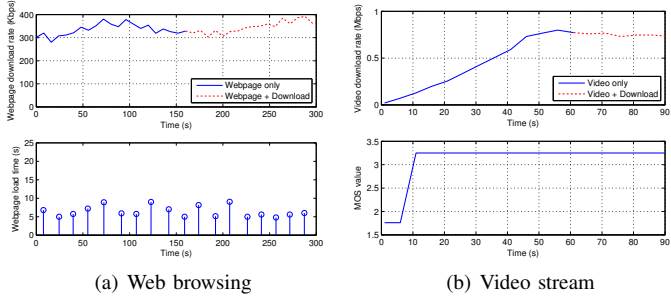 Webpage download rate (Kbps)
400
300
200
100
0
Webpage only
Webpage + Download
0 50 100 150 200 250 300
Time (s)
Webpage load time (s)
25
20
15
10
5
0
0 50 100 150 200 250 300
Time (s)
(a) Web browsing
Video download rate (Mbps)
1
0.5
0
Video only
Video + Download
0 10 20 30 40 50 60 70 80 90
Time (s)
MOS value
3.5
3
2.5
2
1.5
0 10 20 30 40 50 60 70 80 90
Time (s)
(b) Video stream